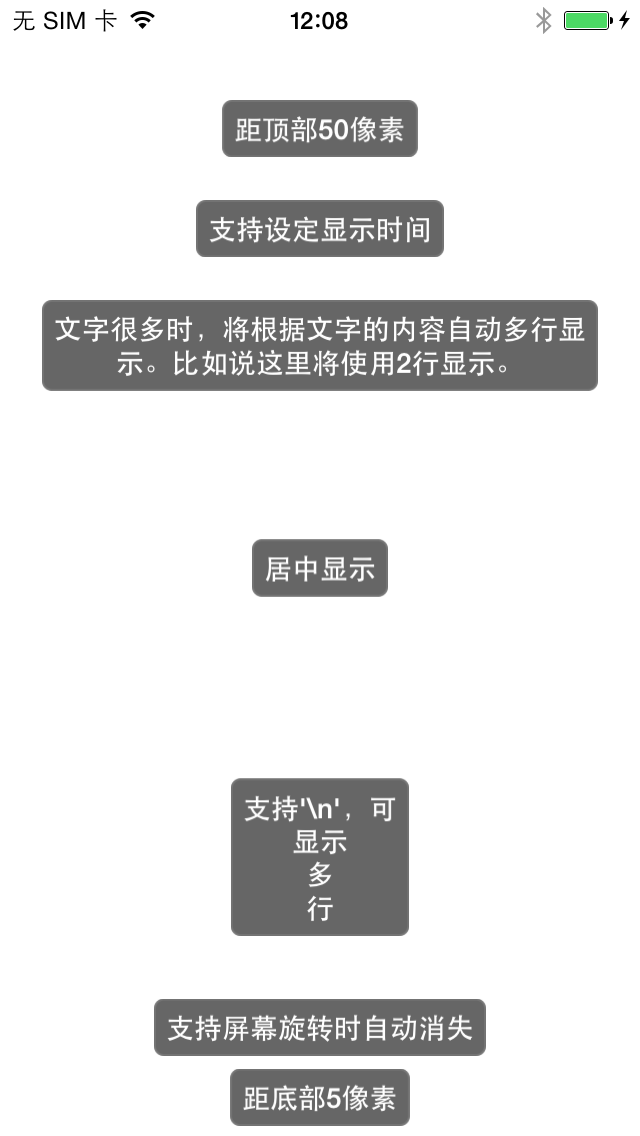 无 SIM 卡 12:08
距顶部50像素
支持设定显示时间
文字很多时，将根据文字的内容自动多行显
示。比如说这里将使用2行显示。
居中显示
支持'\n'，可
显示
多
行
支持屏幕旋转时自动消失
距底部5像素